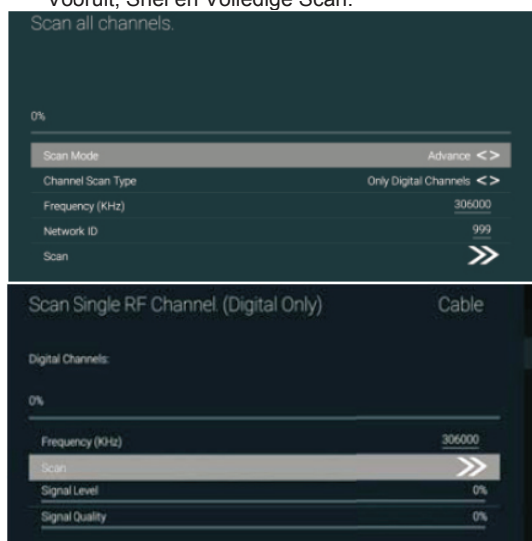 Vooruit, Snel en Volledige Scan.
Scan all channels.
0%
Scan Mode Advance <>
Channel Scan Type Only Digital Channels <>
Frequency (KHz) 306000
Network ID 999
Scan
Scan Single RF Channel. (Digital Only) Cable
Digital Channels:
0%
Frequency (KHz) 306000
Scan
Signal Level 0%
Signal Quality 0%